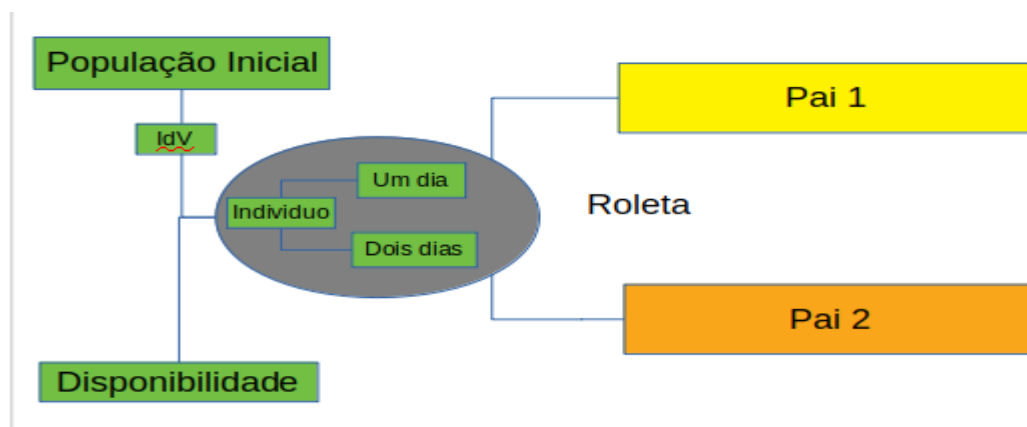 População Inicial
IdV
Um dia
Individuo
Dois dias
Disponibilidade
Pai 1
Roleta
Pai 2